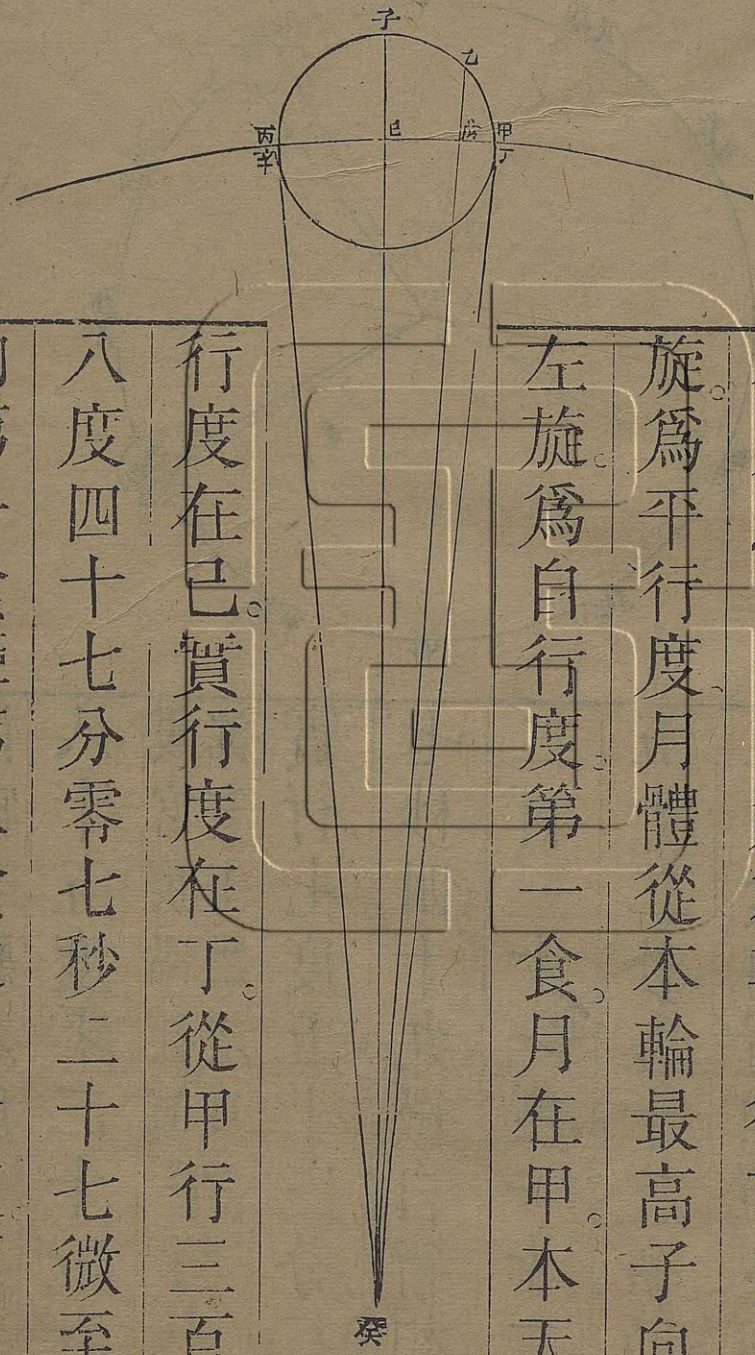 子
乙
丙
辛
己
戊
甲
丁
旋。爲平行度、月體從本輪最高子向
左旋。爲自行度。第一食。月在甲。本天
行度在己。實行度在丁。從甲行三百
八度四十七分零七秒二十七微至
癸